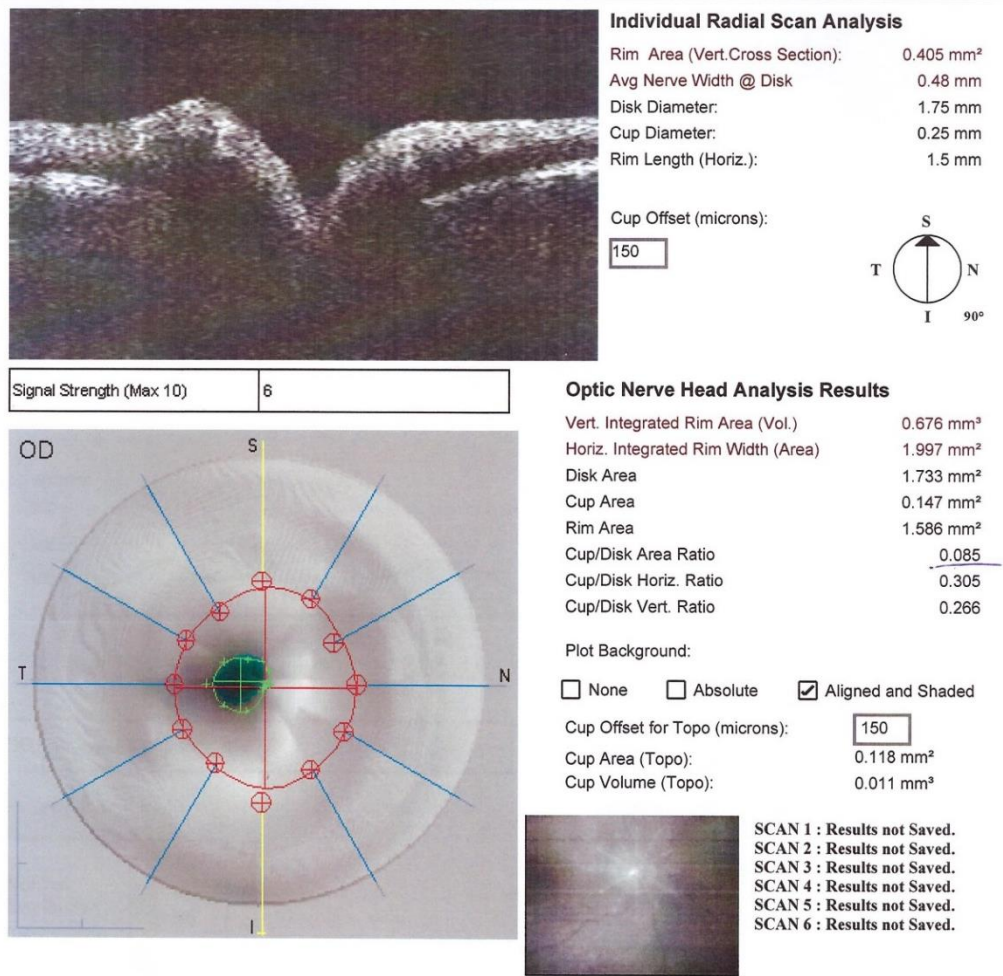 Individual Radial Scan Analysis
Rim Area (Vert.Cross Section): 0.405 mm²
Avg Nerve Width @ Disk 0.48 mm
Disk Diameter: 1.75 mm
Cup Diameter: 0.25 mm
Rim Length (Horiz.): 1.5 mm
Cup Offset (microns):
150
S
T N
I 90°
Signal Strength (Max 10) 6
OD
S
T N
I
Optic Nerve Head Analysis Results
Vert. Integrated Rim Area (Vol.) 0.676 mm³
Horiz. Integrated Rim Width (Area) 1.997 mm²
Disk Area 1.733 mm²
Cup Area 0.147 mm²
Rim Area 1.586 mm²
Cup/Disk Area Ratio 0.085
Cup/Disk Horiz. Ratio 0.305
Cup/Disk Vert. Ratio 0.266
Plot Background:
None Absolute Aligned and Shaded
Cup Offset for Topo (microns): 150
Cup Area (Topo): 0.118 mm²
Cup Volume (Topo): 0.011 mm³
SCAN 1 : Results not Saved.
SCAN 2 : Results not Saved.
SCAN 3 : Results not Saved.
SCAN 4 : Results not Saved.
SCAN 5 : Results not Saved.
SCAN 6 : Results not Saved.